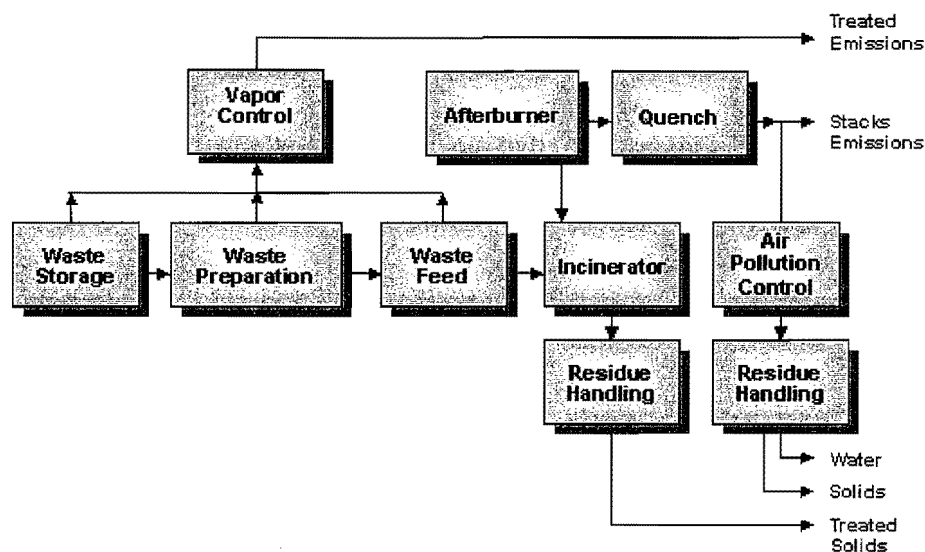 Treated
Emissions
Vapor
Control
Afterburner
Quench
Stacks
Emissions
Waste
Storage
Waste
Preparation
Waste
Feed
Incinerator
Air
Pollution
Control
Residue
Handling
Residue
Handling
Water
Solids
Treated
Solids